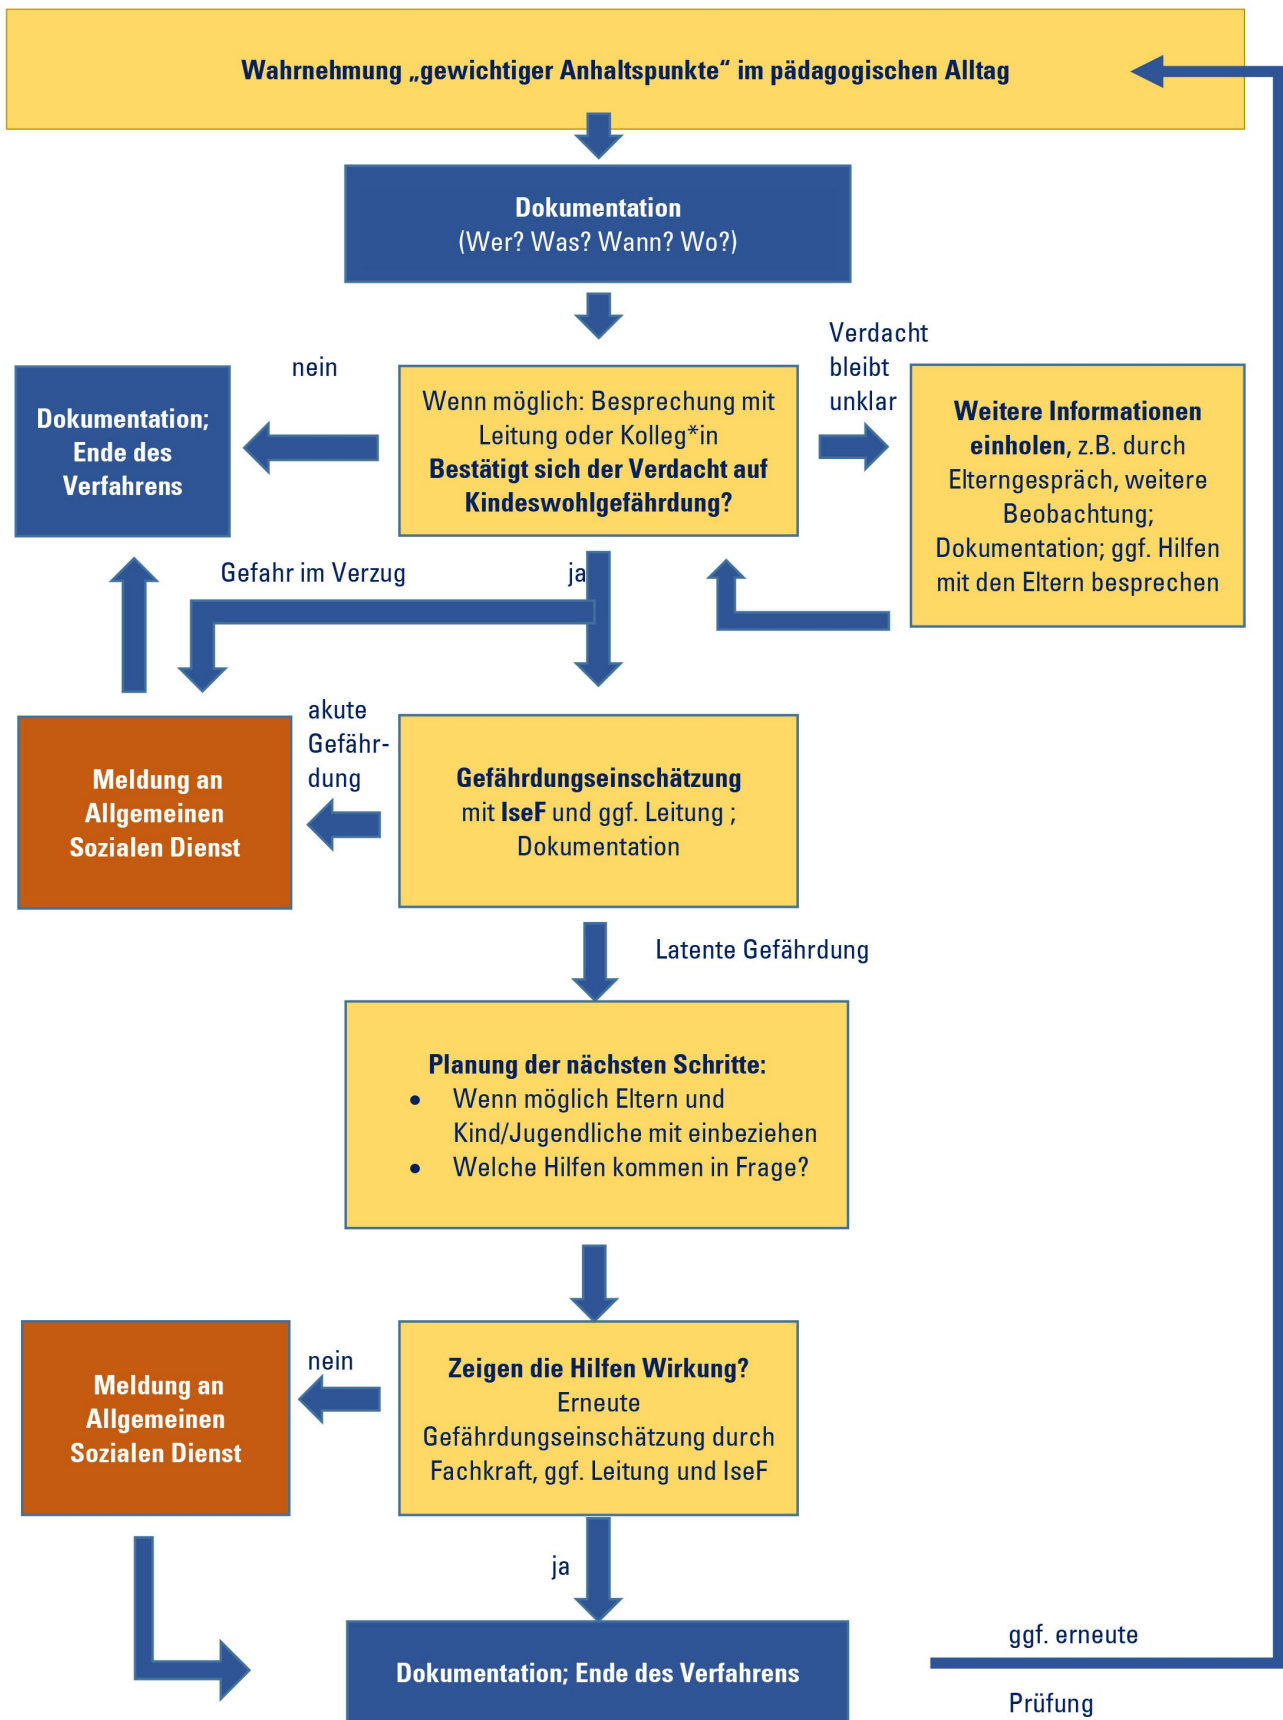 Wahrnehmung „gewichtiger Anhaltspunkte“ im pädagogischen Alltag
Dokumentation
(Wer? Was? Wann? Wo?)
nein
Verdacht
bleibt
unklar
Dokumentation;
Ende des
Verfahrens
Wenn möglich: Besprechung mit
Leitung oder Kolleg*in
Bestätigt sich der Verdacht auf
Kindeswohlgefährdung?
Weitere Informationen
einholen, z.B. durch
Elterngespräch, weitere
Beobachtung;
Dokumentation; ggf. Hilfen
mit den Eltern besprechen
Gefahr im Verzug
ja
akute
Gefähr-
dung
Meldung an
Allgemeinen
Sozialen Dienst
Gefährdungseinschätzung
mit IseF und ggf. Leitung ;
Dokumentation
Latente Gefährdung
Planung der nächsten Schritte:
• Wenn möglich Eltern und
Kind/Jugendliche mit einbeziehen
• Welche Hilfen kommen in Frage?
nein
Meldung an
Allgemeinen
Sozialen Dienst
Zeigen die Hilfen Wirkung?
Erneute
Gefährdungseinschätzung durch
Fachkraft, ggf. Leitung und IseF
ja
Dokumentation; Ende des Verfahrens
ggf. erneute
Prüfung